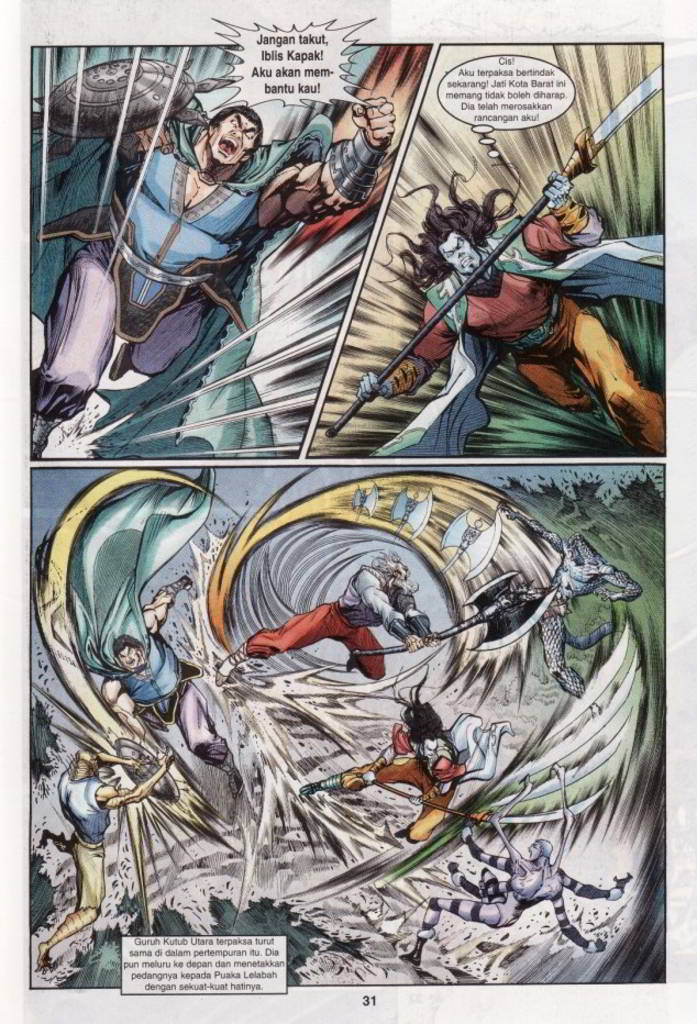 Jangan takut,
Iblis Kapak!
Aku akan mem-
bantu kau!
Cis!
Aku terpaksa bertindak
sekarang! Jati Kota Barat ini
memang tidak boleh diharap.
Dia telah merosakkan
rancangan aku!
Guruh Kutub Utara terpaksa turut
sama di dalam pertempuran itu. Dia
pun meluru ke depan dan menetakkan
pedangnya kepada Puaka Lelabah
dengan sekuat-kuat hatinya.
31